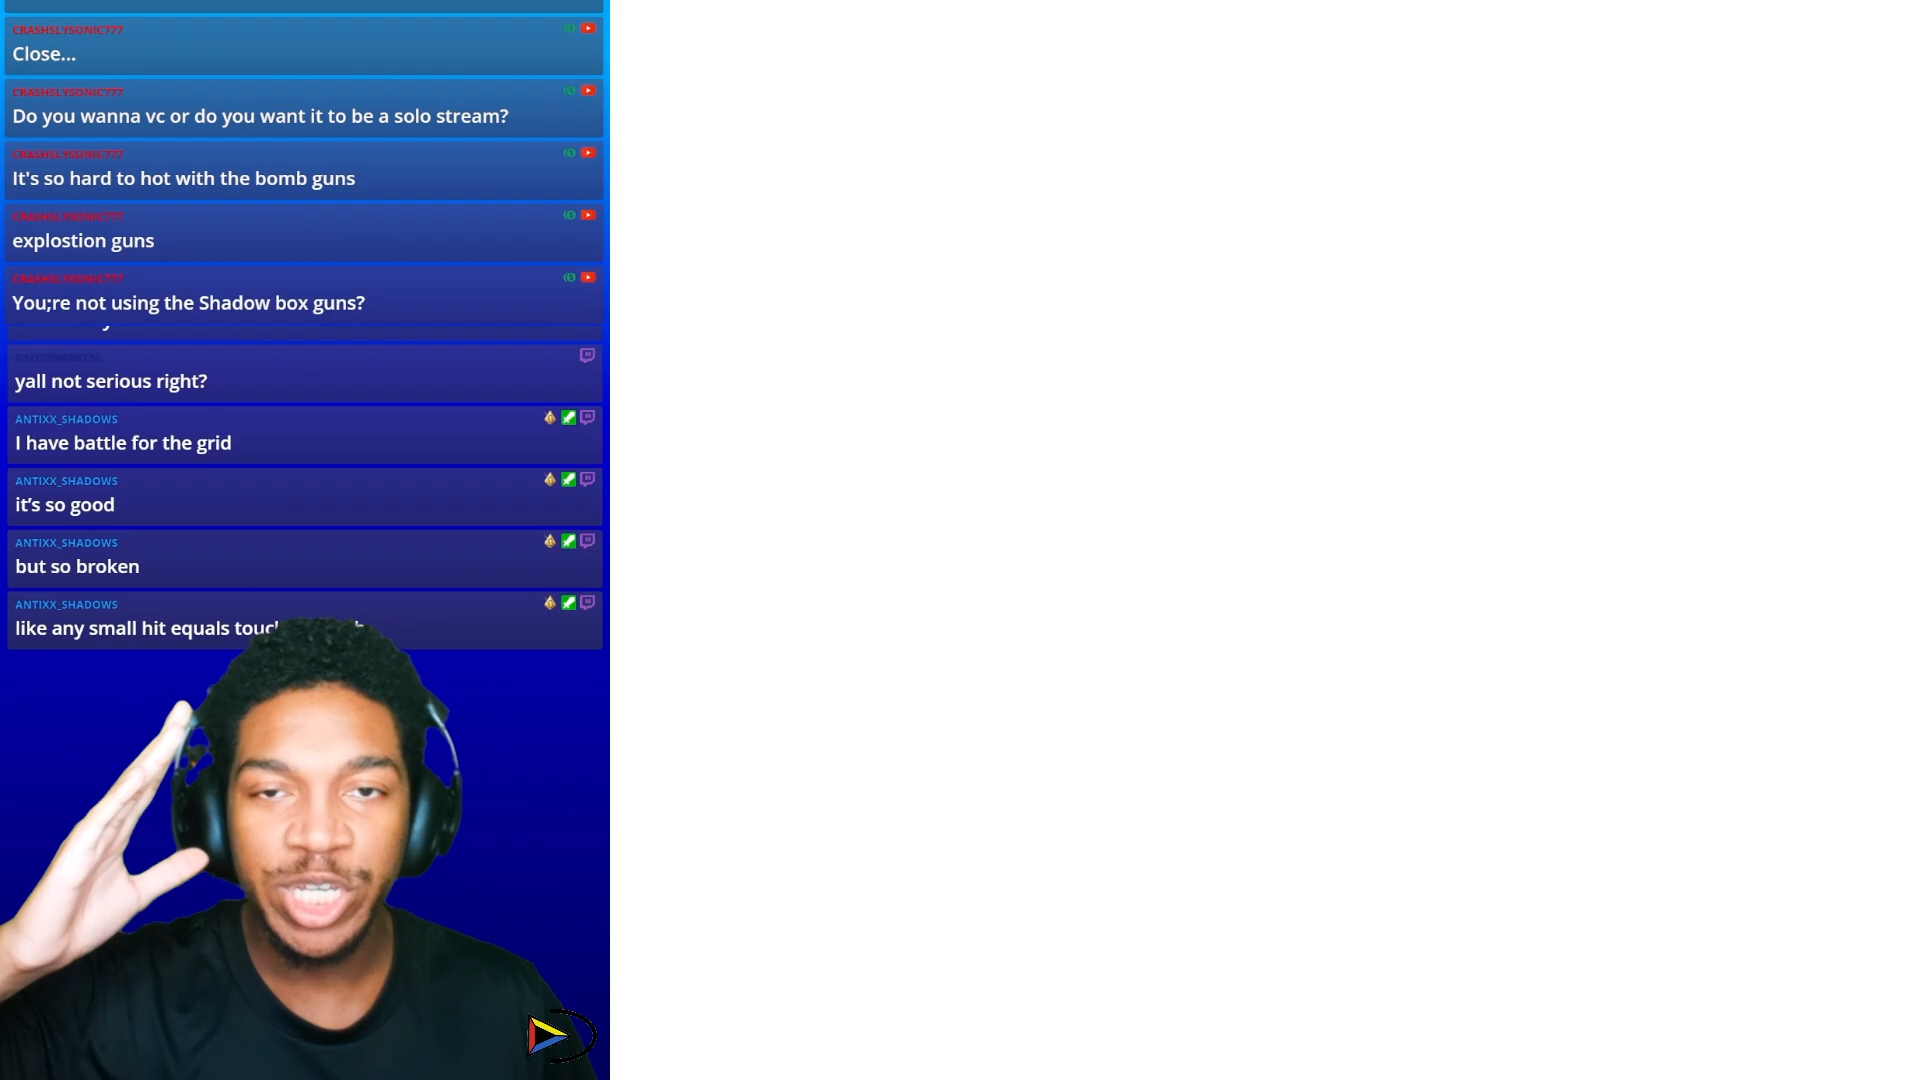 CRASHSLYSONIC777
Close...
CRASHSLYSONIC777
Do you wanna vc or do you want it to be a solo stream?
CRASHSLYSONIC777
It's so hard to hot with the bomb guns
CRASHSLYSONIC777
explostion guns
CRASHSLYSONIC777
You;re not using the Shadow box guns?
yall not serious right?
ANTIXX_SHADOWS
I have battle for the grid
ANTIXX_SHADOWS
it’s so good
ANTIXX_SHADOWS
but so broken
ANTIXX_SHADOWS
like any small hit equals